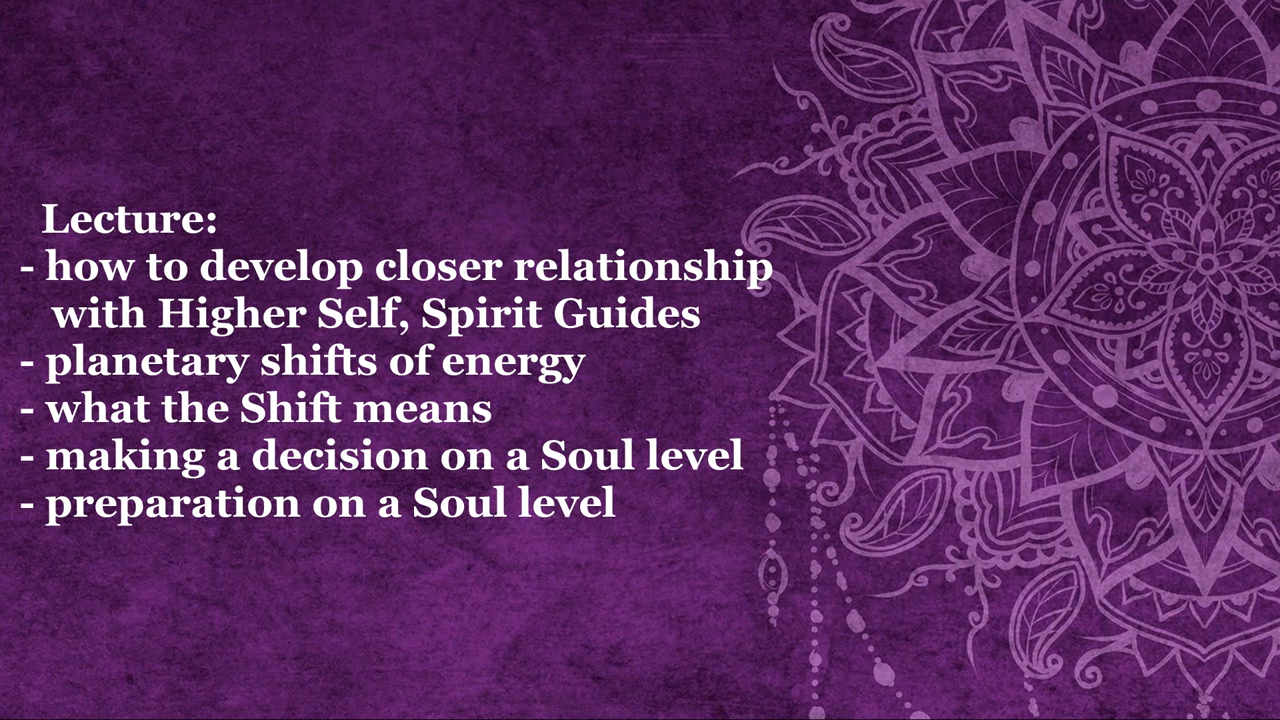 Lecture:
- how to develop closer relationship
with Higher Self, Spirit Guides
- planetary shifts of energy
- what the Shift means
- making a decision on a Soul level
- preparation on a Soul level